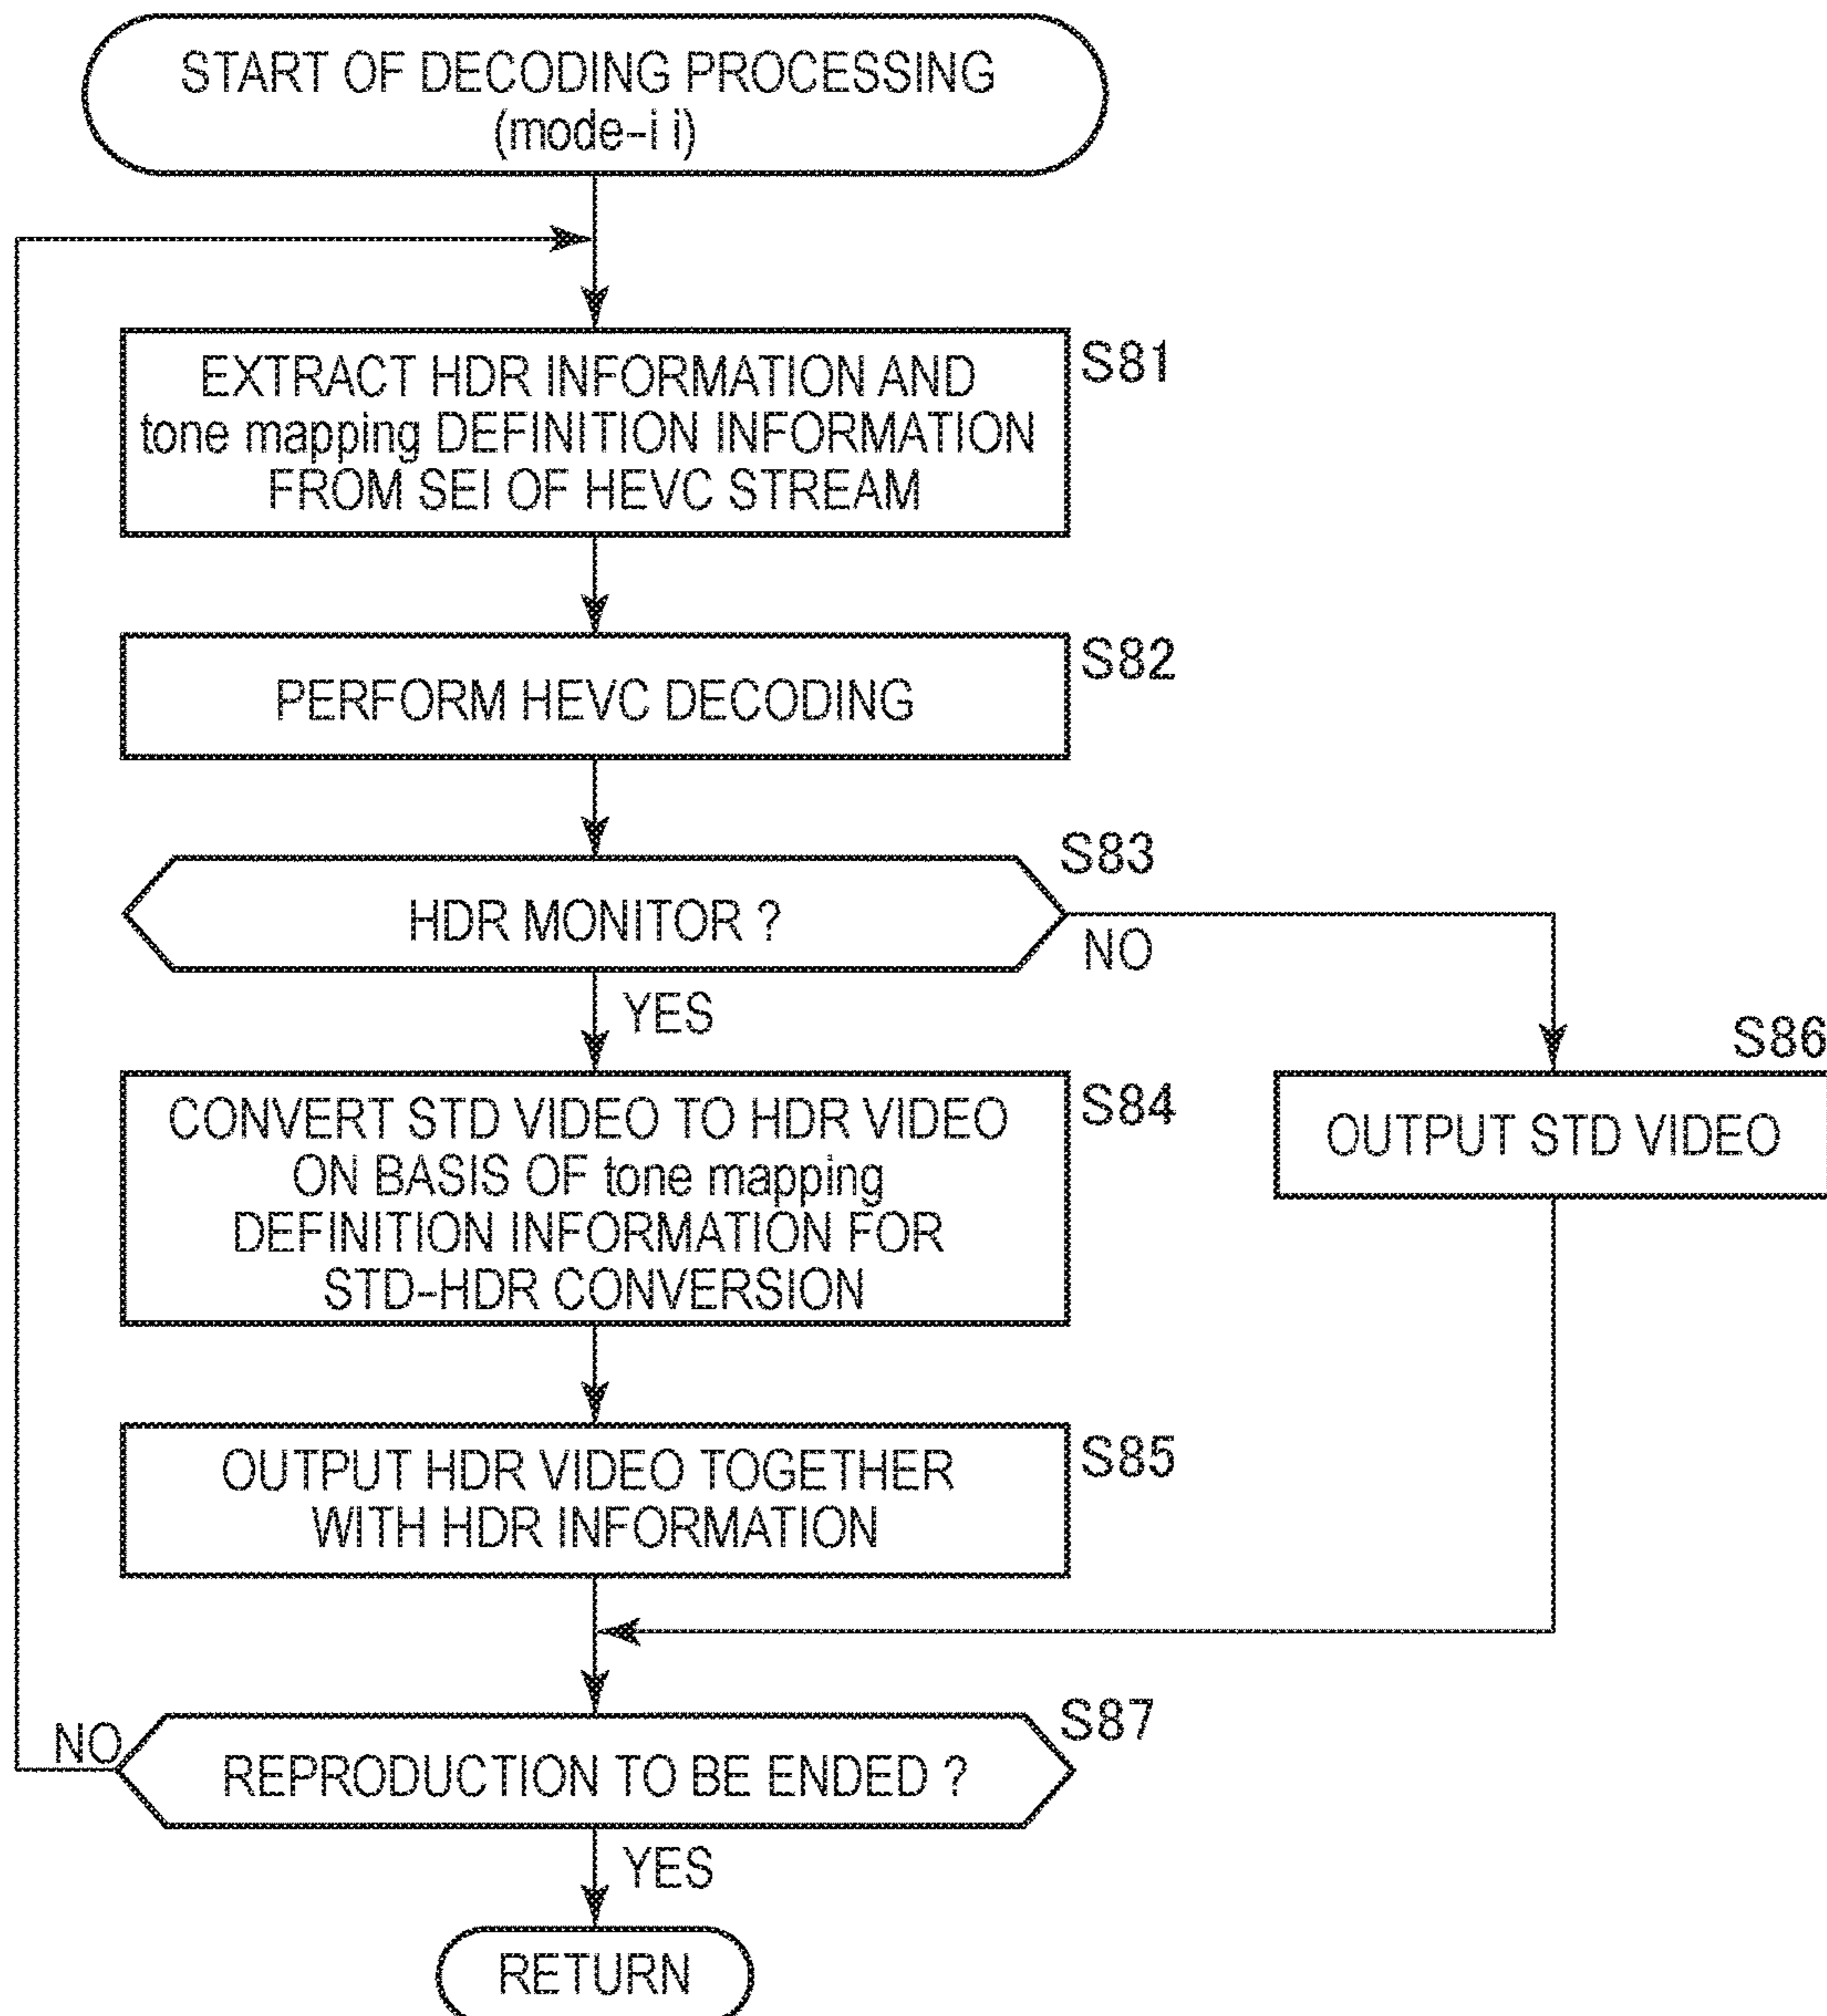 START OF DECODING PROCESSING
(mode-i i)
EXTRACT HDR INFORMATION AND
tone mapping DEFINITION INFORMATION
FROM SEI OF HEVC STREAM
S81
PERFORM HEVC DECODING
S82
HDR MONITOR ?
S83
NO
YES
CONVERT STD VIDEO TO HDR VIDEO
ON BASIS OF tone mapping
DEFINITION INFORMATION FOR
STD-HDR CONVERSION
S84
S86
OUTPUT STD VIDEO
OUTPUT HDR VIDEO TOGETHER
WITH HDR INFORMATION
S85
NO
REPRODUCTION TO BE ENDED ?
S87
YES
RETURN